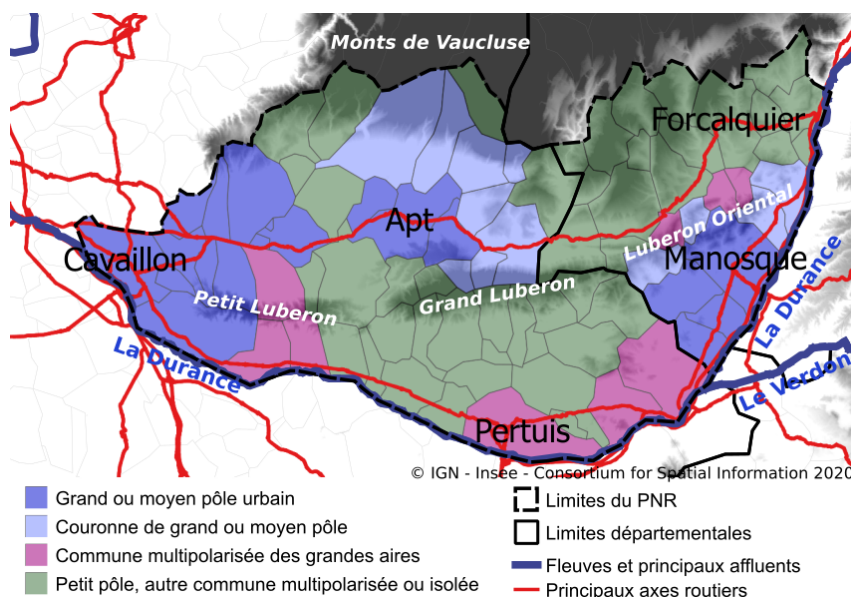 Monts de Vaucluse
Forcalquier
Apt
Luberon Oriental
Cavaillon
Manosque
Petit Luberon
Grand Luberon
La Durance
La Durance
Le Verdon
Pertuis
© IGN - Insee - Consortium for Spatial Information 2020
Grand ou moyen pôle urbain
Couronne de grand ou moyen pôle
Commune multipolarisée des grandes aires
Petit pôle, autre commune multipolarisée ou isolée
Limites du PNR
Limites départementales
Fleuves et principaux affluents
Principaux axes routiers